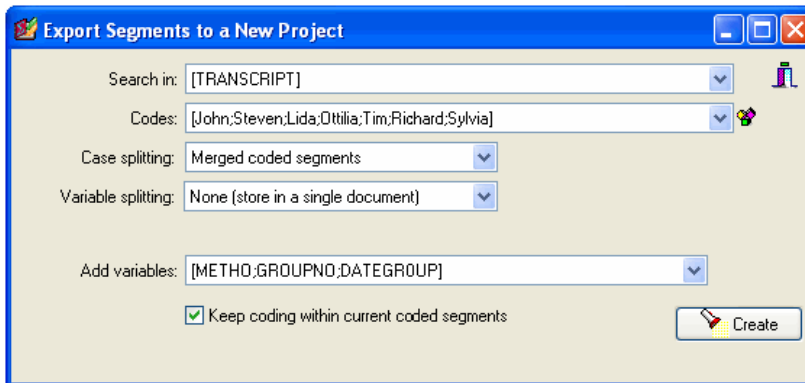 Export Segments to a New Project
Search in: [TRANSCRIPT]
Codes: [John;Steven;Lida;Ottilia;Tim;Richard;Sylvia]
Case splitting: Merged coded segments
Variable splitting: None (store in a single document)
Add variables: [METHO;GROUPNO;DATEGROUP]
Keep coding within current coded segments
Create